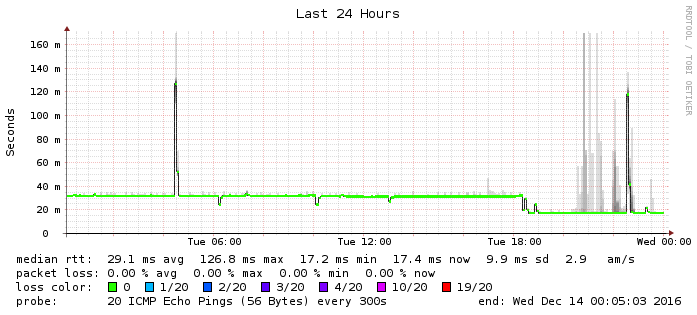 Last 24 Hours
RRDTOOL / TOBI OETIKER
Seconds
160 m
140 m
120 m
100 m
80 m
60 m
40 m
20 m
0
Tue 06:00 Tue 12:00 Tue 18:00 Wed 00:00
median rtt: 29.1 ms avg 126.8 ms max 17.2 ms min 17.4 ms now 9.9 ms sd 2.9 am/s
packet loss: 0.00 % avg 0.00 % max 0.00 % min 0.00 % now
loss color: 0 1/20 2/20 3/20 4/20 10/20 19/20
probe: 20 ICMP Echo Pings (56 Bytes) every 300s end: Wed Dec 14 00:05:03 2016